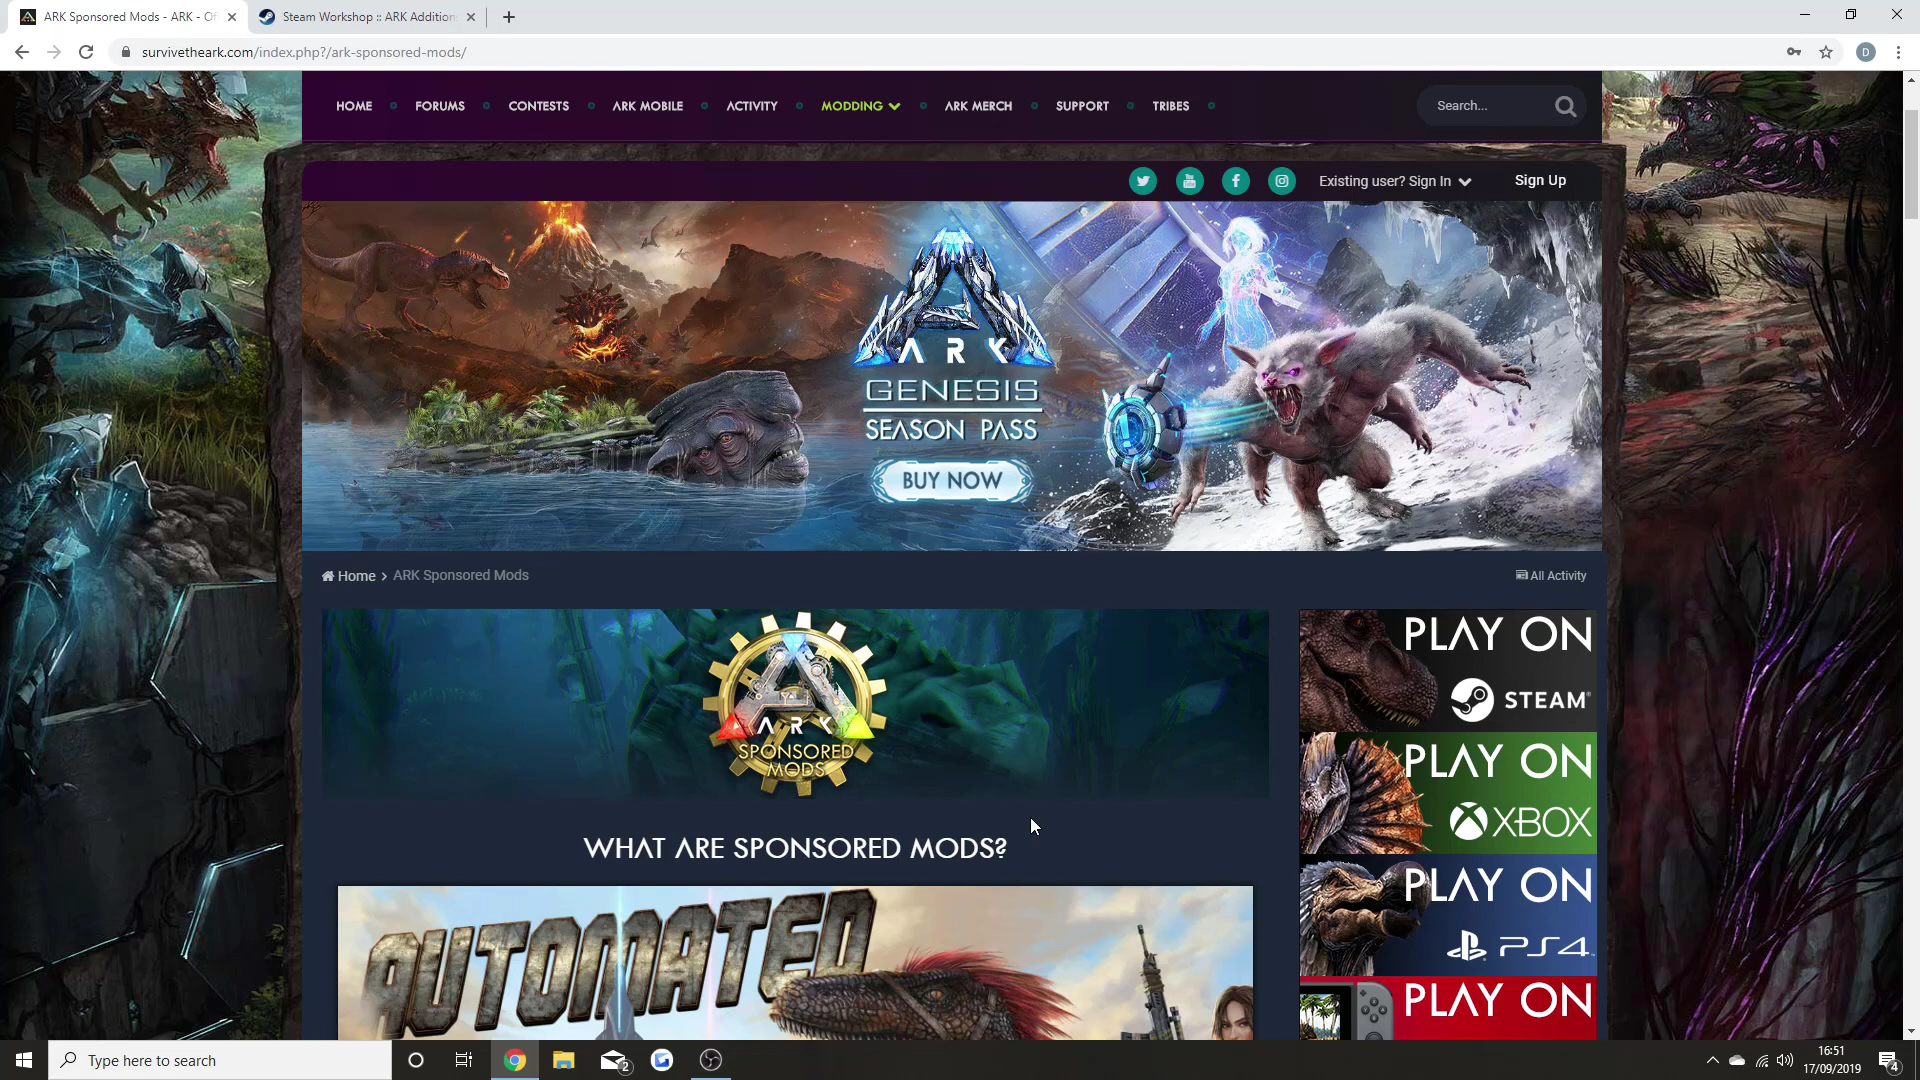 ARK Sponsored Mods - ARK - Of
Steam Workshop :: ARK Addition
survivetheark.com/index.php?/ark-sponsored-mods/
D
HOME FORUMS CONTESTS ARK MOBILE ACTIVITY MODDING ARK MERCH SUPPORT TRIBES
Search...
Existing user? Sign In Sign Up
ARK
GENESIS
SEASON PASS
BUY NOW
Home > ARK Sponsored Mods
All Activity
ARK
SPONSORED
MODS
PLAY ON
STEAM
PLAY ON
XBOX
PLAY ON
PS4
PLAY ON
WHAT ARE SPONSORED MODS?
AUTOMATED
Type here to search
2
16:51
17/09/2019
4